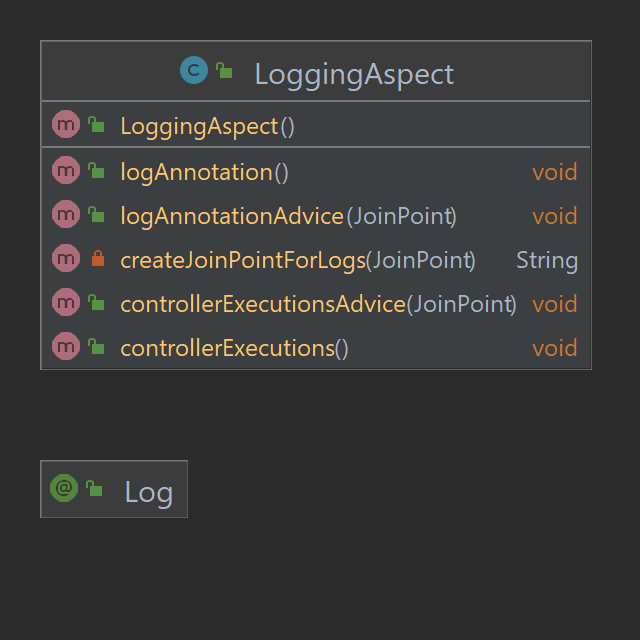 C LoggingAspect
m LoggingAspect()
m logAnnotation() void
m logAnnotationAdvice(JoinPoint) void
m createJoinPointForLogs(JoinPoint) String
m controllerExecutionsAdvice(JoinPoint) void
m controllerExecutions() void
@ Log